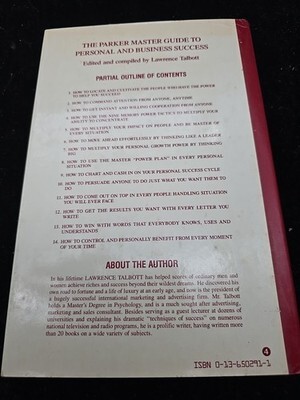 THE PARKER MASTER GUIDE TO
PERSONAL AND BUSINESS SUCCESS
Edited and compiled by Lawrence Talbott
PARTIAL OUTLINE OF CONTENTS
1. HOW TO LOCATE AND CULTIVATE THE PEOPLE WHO HAVE THE POWER
TO HELP YOU SUCCEED
2. HOW TO COMMAND ATTENTION FROM ANYONE, ANYTIME
3. HOW TO GET INSTANT AND WILLING COOPERATION FROM ANYONE
4. HOW TO USE THE NEW MEMORY POWER TACTICS TO MULTIPLY YOUR
ABILITY TO CONCENTRATE
5. HOW TO MULTIPLY YOUR IMPACT ON PEOPLE AND BE MASTER OF
EVERY SITUATION
6. HOW TO MOVE AHEAD EFFORTLESSLY BY THINKING LIKE A LEADER
7. HOW TO MULTIPLY YOUR PERSONAL GROWTH POWER BY THINKING
BIG
8. HOW TO USE THE MASTER "POWER PLAN" IN EVERY PERSONAL
SITUATION
9. HOW TO CHART AND CASH IN ON YOUR PERSONAL SUCCESS CYCLE
10. HOW TO PERSUADE ANYONE TO DO JUST WHAT YOU WANT THEM
TO DO
11. HOW TO COME OUT ON TOP IN EVERY PEOPLE HANDLING SITUATION
YOU WILL EVER FACE
12. HOW TO GET THE RESULTS YOU WANT WITH EVERY LETTER YOU
WRITE
13. HOW TO WIN WITH WORDS THAT EVERYBODY KNOWS, USES AND
UNDERSTANDS
14. HOW TO CONTROL AND PERSONALLY BENEFIT FROM EVERY MOMENT
OF YOUR TIME
ABOUT THE AUTHOR
In his lifetime LAWRENCE TALBOTT has helped scores of ordinary men and
women achieve riches and success beyond their wildest dreams. He discovered his
own road to fortune and a life of luxury at an early age, and now is the president of
a hugely successful international marketing and advertising firm. Mr. Talbott
holds a Master's Degree in Psychology, and is a much sought after advertising,
marketing and sales consultant. Besides serving as a guest lecturer at dozens of
universities and explaining his dramatic "techniques of success" on numerous
national television and radio programs, he is a prolific writer, having written more
than 20 books on a wide variety of subjects.
4
ISBN 0-13-650291-1